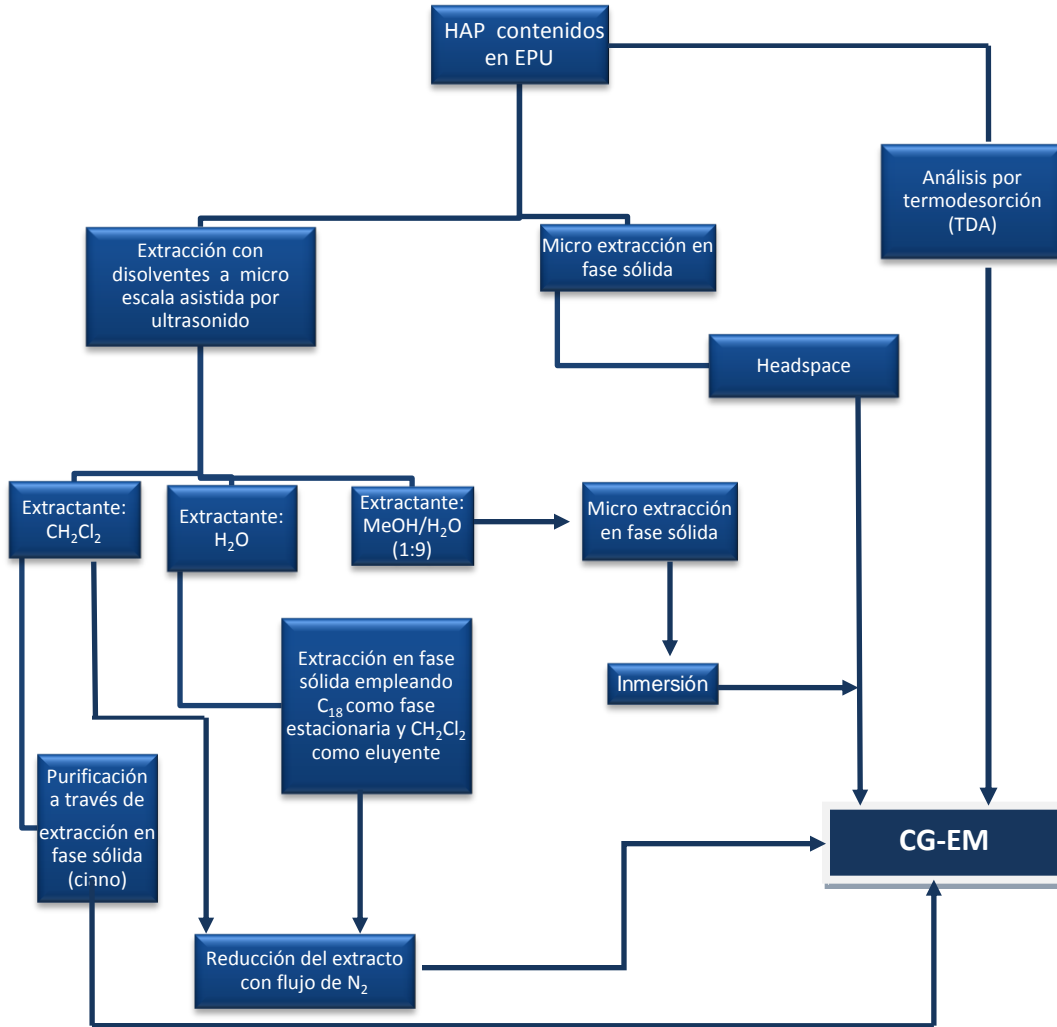 HAP contenidos
en EPU
Análisis por
termodesorción
(TDA)
Extracción con
disolventes a micro
escala asistida por
ultrasonido
Micro extracción en
fase sólida
Headspace
Extractante:
CH₂Cl₂
Extractante:
H₂O
Extractante:
MeOH/H₂O
(1:9)
Micro extracción
en fase sólida
Extracción en fase
sólida empleando
C₁₈ como fase
estacionaria y CH₂Cl₂
como eluyente
Inmersión
Purificación
a través de
extracción en
fase sólida
(ciano)
CG-EM
Reducción del extracto
con flujo de N₂